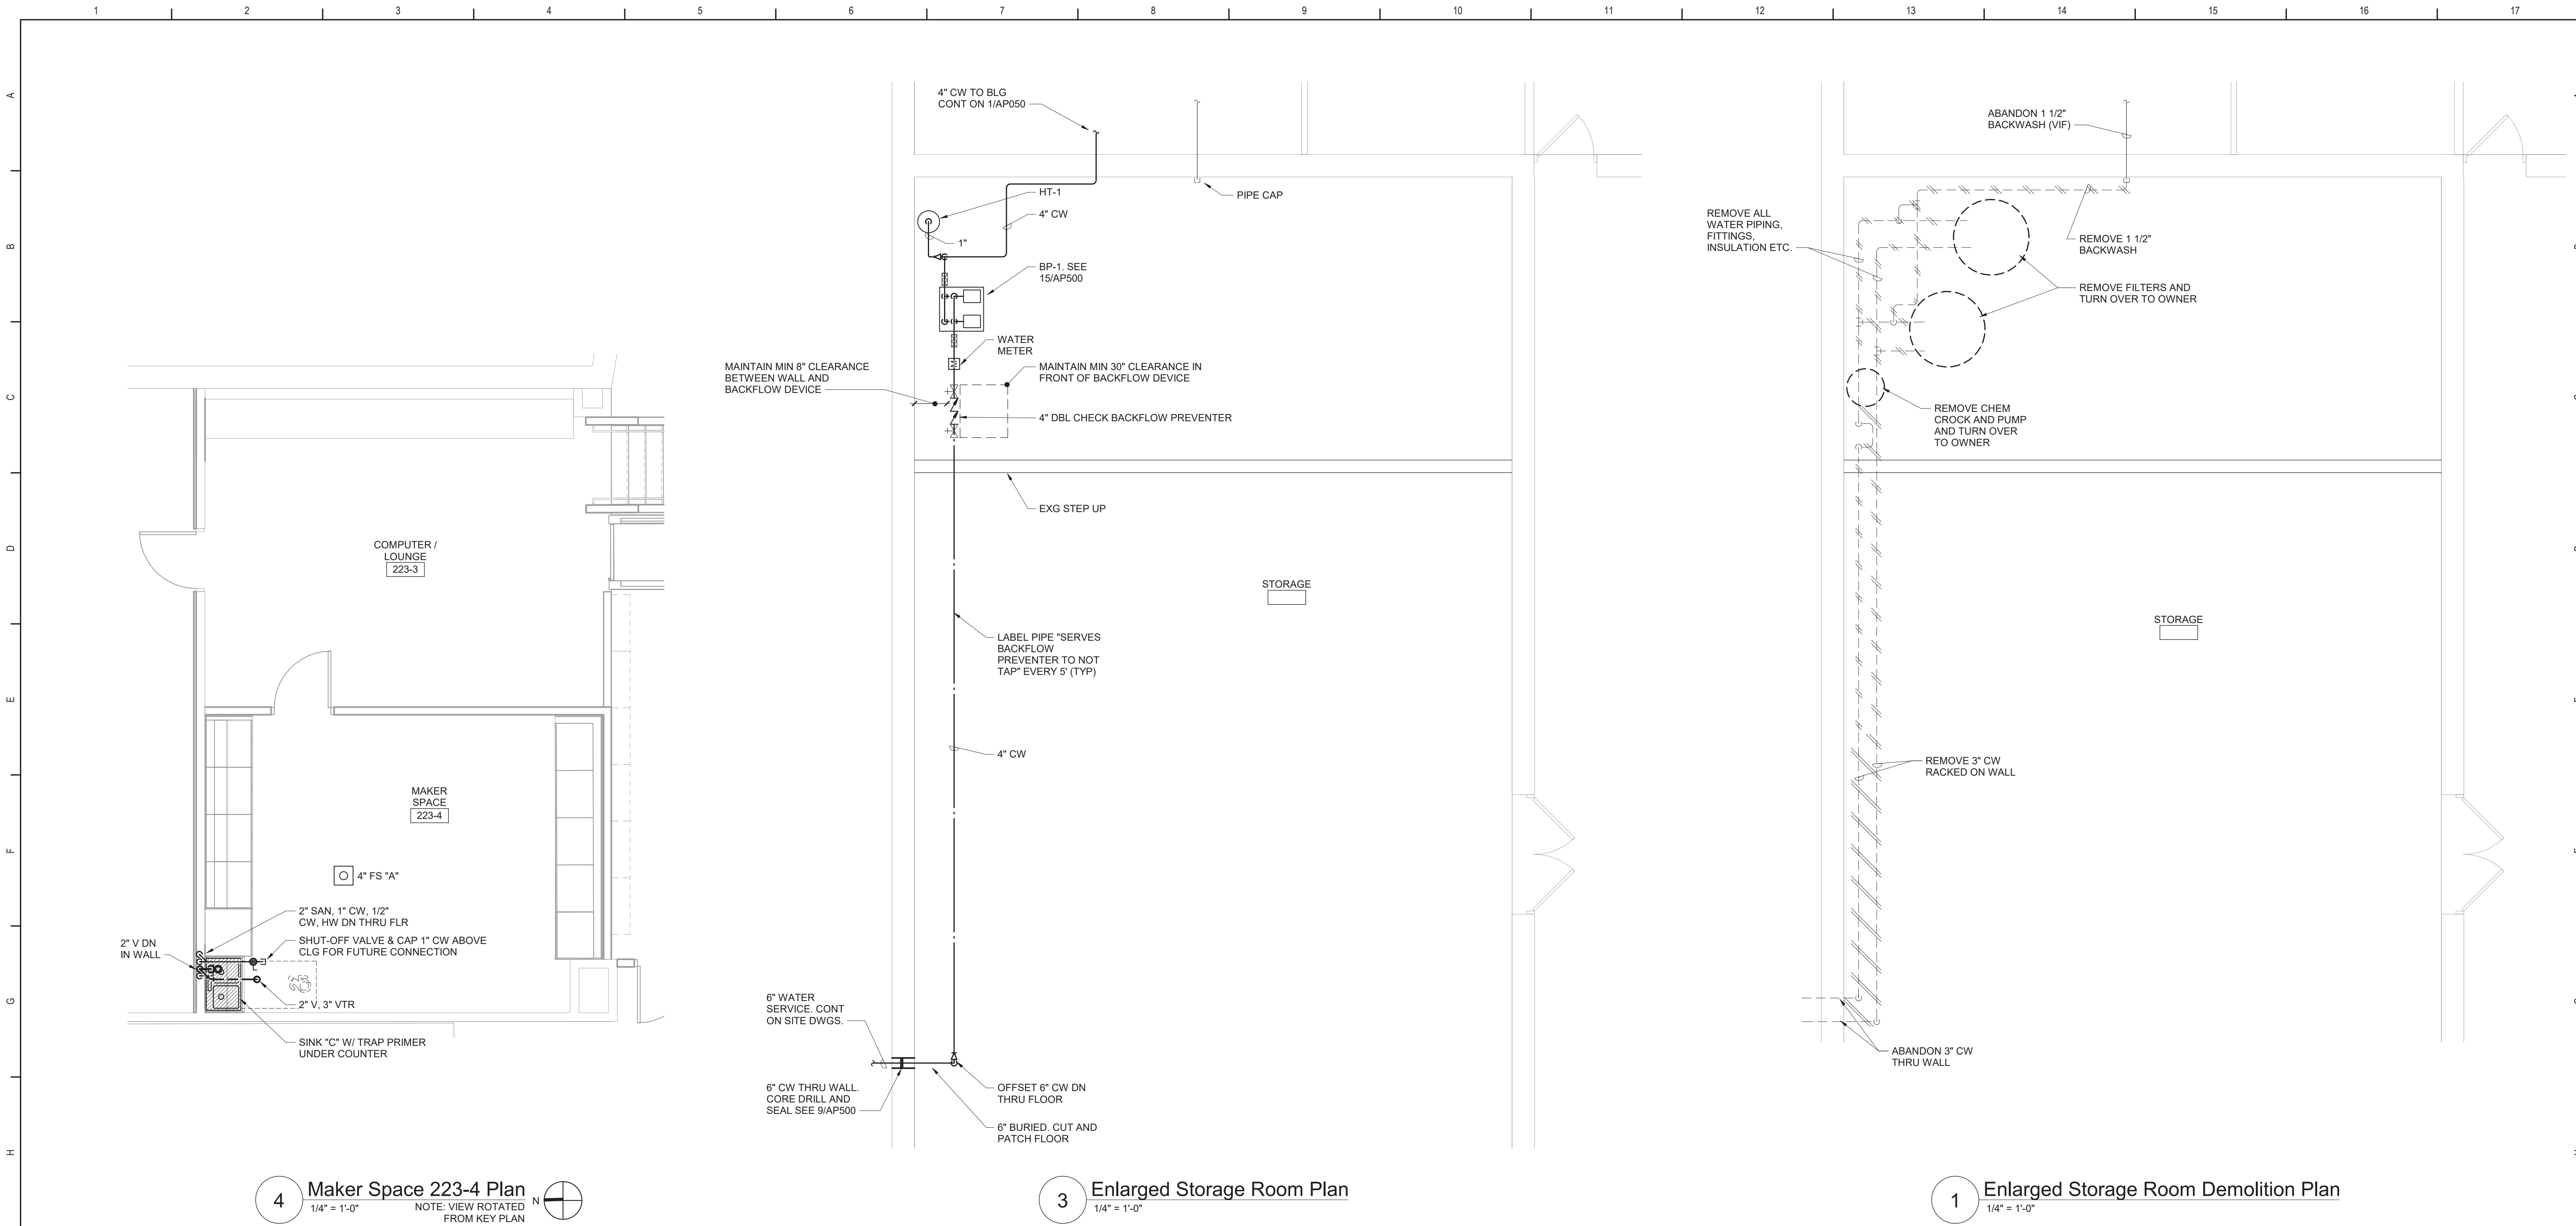 1 2 3 4 5 6 7 8 9 10 11 12 13 14 15 16 17
A
B
C
D
E
F
G
H
COMPUTER /
LOUNGE
223-3
MAKER
SPACE
223-4
4" FS "A"
2" SAN, 1" CW, 1/2"
CW, HW DN THRU FLR
2" V DN
IN WALL
SHUT-OFF VALVE & CAP 1" CW ABOVE
CLG FOR FUTURE CONNECTION
2" V, 3" VTR
SINK "C" W/ TRAP PRIMER
UNDER COUNTER
4
Maker Space 223-4 Plan
1/4" = 1'-0"
NOTE: VIEW ROTATED
FROM KEY PLAN
N
4" CW TO BLG
CONT ON 1/AP050
HT-1
4" CW
1"
PIPE CAP
BP-1. SEE
15/AP500
WATER
METER
M
MAINTAIN MIN 8" CLEARANCE
BETWEEN WALL AND
BACKFLOW DEVICE
MAINTAIN MIN 30" CLEARANCE IN
FRONT OF BACKFLOW DEVICE
4" DBL CHECK BACKFLOW PREVENTER
EXG STEP UP
STORAGE
LABEL PIPE "SERVES
BACKFLOW
PREVENTER TO NOT
TAP" EVERY 5' (TYP)
4" CW
6" WATER
SERVICE. CONT
ON SITE DWGS.
6" CW THRU WALL.
CORE DRILL AND
SEAL SEE 9/AP500
OFFSET 6" CW DN
THRU FLOOR
6" BURIED. CUT AND
PATCH FLOOR
3
Enlarged Storage Room Plan
1/4" = 1'-0"
ABANDON 1 1/2"
BACKWASH (VIF)
REMOVE ALL
WATER PIPING,
FITTINGS,
INSULATION ETC.
REMOVE 1 1/2"
BACKWASH
REMOVE FILTERS AND
TURN OVER TO OWNER
REMOVE CHEM
CROCK AND PUMP
AND TURN OVER
TO OWNER
STORAGE
REMOVE 3" CW
RACKED ON WALL
ABANDON 3" CW
THRU WALL
1
Enlarged Storage Room Demolition Plan
1/4" = 1'-0"